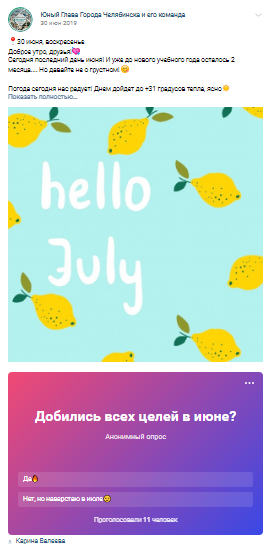 Юный Глава Города Челябинска и его команда
30 июн 2019
📍30 июня, воскресенье
Доброе утро, друзья💖
Сегодня последний день июня! И уже до нового учебного года осталось 2
месяца.... Но давайте не о грустном!😊
Погода сегодня нас радует! Днем дойдет до +31 градусов тепла, ясно☀
Показать полностью...
hello
July
Добились всех целей в июне?
Анонимный опрос
Да🔥
Нет, но наверстаю в июле😉
Проголосовали 11 человек
Карина Валеева